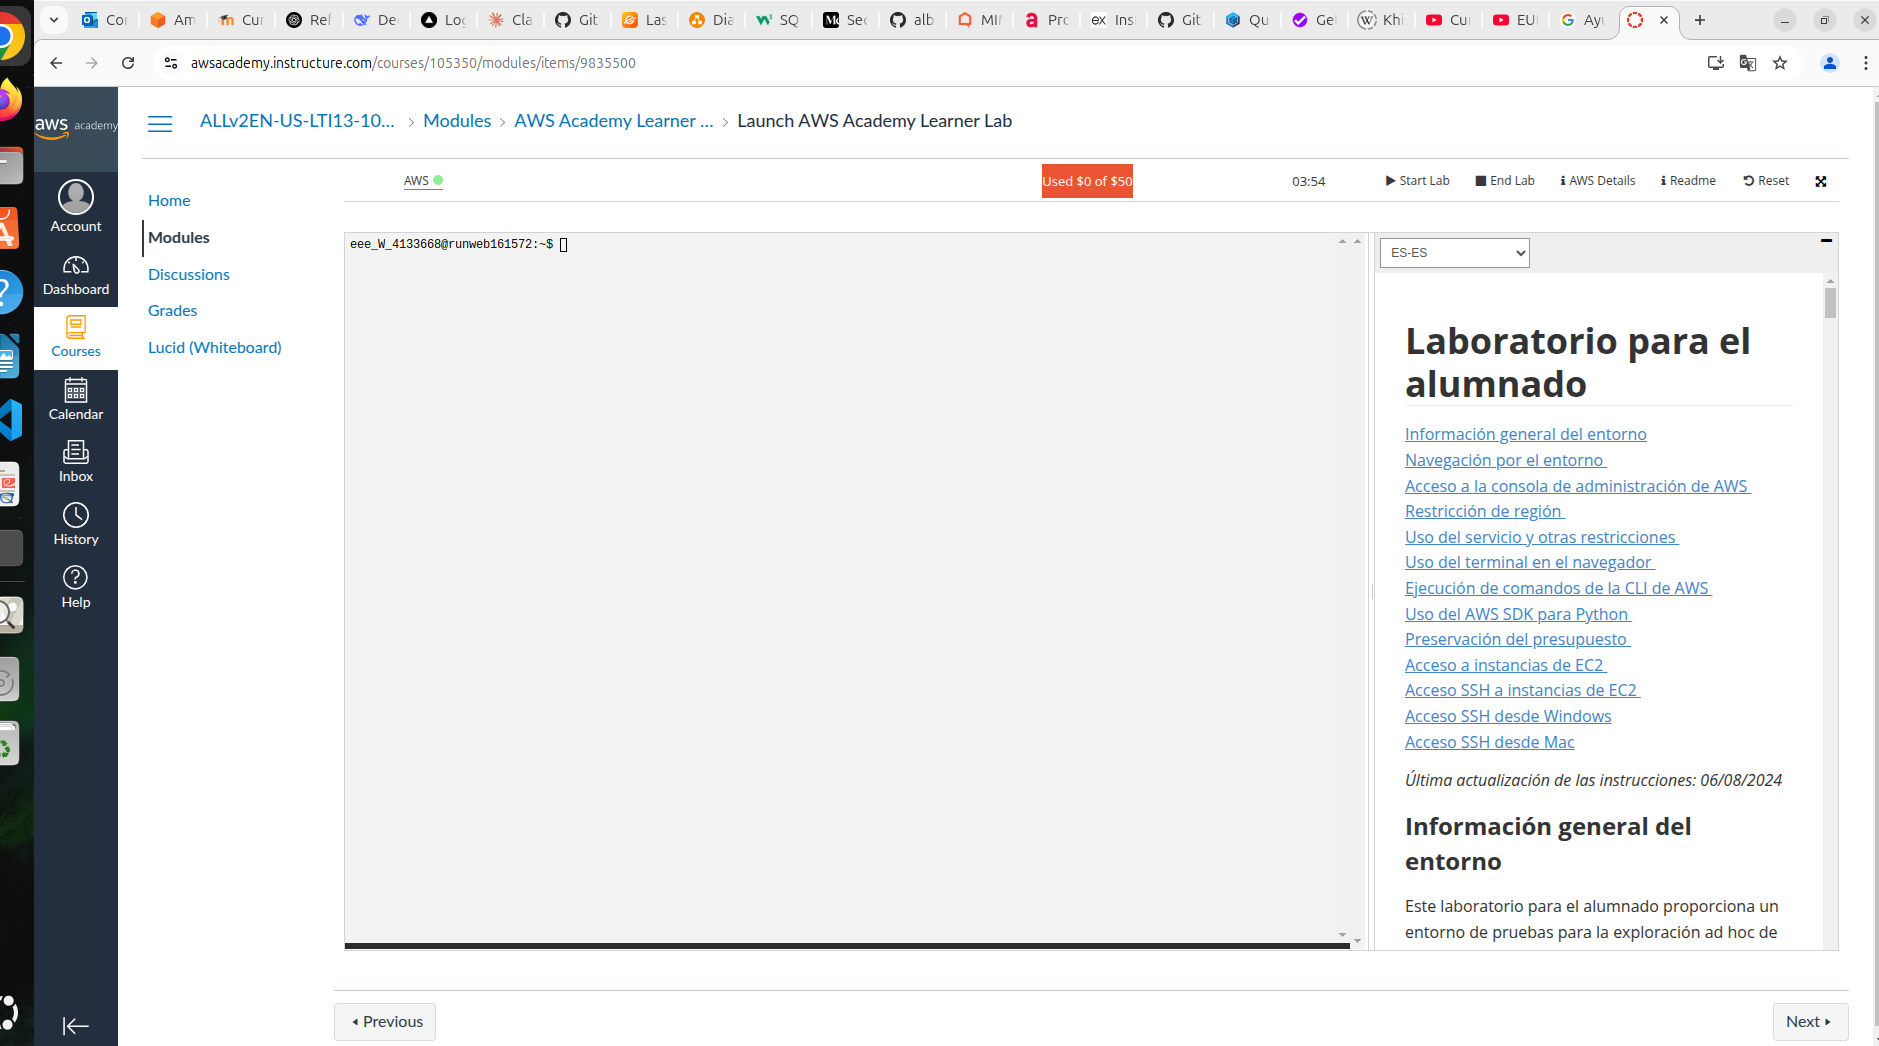 Co
Am
Cur
Ref
De
Log
Cla
Git
Las
Dia
SQ
Sec
alb
MII
Pro
Insl
Git
Qu
Gel
Khi
Cu
EU
Ayu
awsacademy.instructure.com/courses/105350/modules/items/9835500
aws academy
ALLv2EN-US-LTI13-10... > Modules > AWS Academy Learner ... > Launch AWS Academy Learner Lab
AWS
Used $0 of $50
03:54
Start Lab
End Lab
AWS Details
Readme
Reset
Account
Dashboard
Courses
Calendar
Inbox
History
Help
Home
Modules
Discussions
Grades
Lucid (Whiteboard)
eee_W_4133668@runweb161572:~$
ES-ES
Laboratorio para el
alumnado
Información general del entorno
Navegación por el entorno
Acceso a la consola de administración de AWS
Restricción de región
Uso del servicio y otras restricciones
Uso del terminal en el navegador
Ejecución de comandos de la CLI de AWS
Uso del AWS SDK para Python
Preservación del presupuesto
Acceso a instancias de EC2
Acceso SSH a instancias de EC2
Acceso SSH desde Windows
Acceso SSH desde Mac
Última actualización de las instrucciones: 06/08/2024
Información general del
entorno
Este laboratorio para el alumnado proporciona un
entorno de pruebas para la exploración ad hoc de
Previous
Next